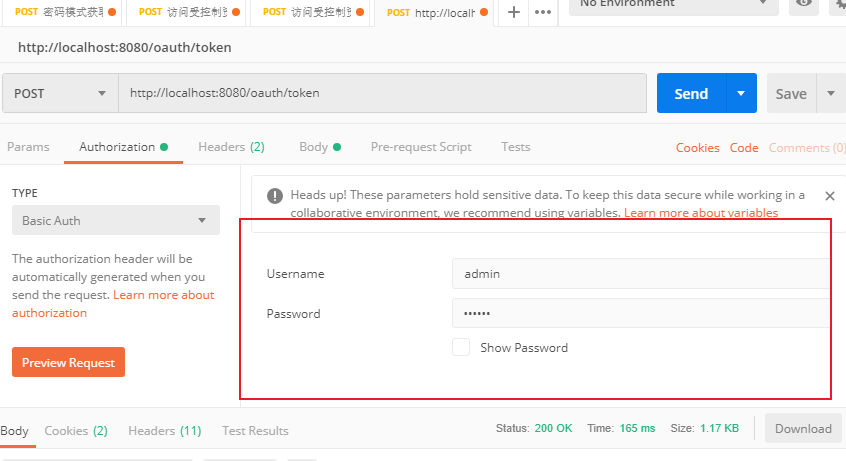 POST 密码模式获取
POST 访问受控制资
POST 访问受控制资
POST http://localh
No Environment
http://localhost:8080/oauth/token
POST http://localhost:8080/oauth/token Send Save
Params Authorization Headers (2) Body Pre-request Script Tests Cookies Code Comments (0)
TYPE
Basic Auth
The authorization header will be
automatically generated when you
send the request. Learn more about
authorization
Preview Request
Heads up! These parameters hold sensitive data. To keep this data secure while working in a
collaborative environment, we recommend using variables. Learn more about variables
Username admin
Password ••••••
Show Password
Body Cookies (2) Headers (11) Test Results Status: 200 OK Time: 165 ms Size: 1.17 KB Download